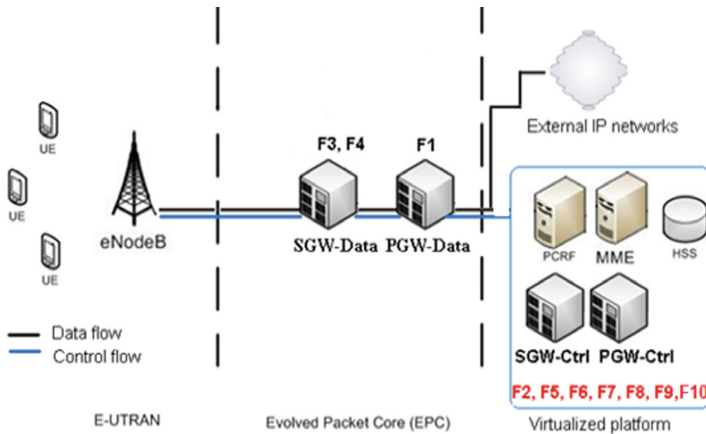 External IP networks
F3, F4
F1
UE
UE
UE
eNodeB
SGW-Data
PGW-Data
PCRF
MME
HSS
SGW-Ctrl
PGW-Ctrl
F2, F5, F6, F7, F8, F9,F10
Data flow
Control flow
E-UTRAN
Evolved Packet Core (EPC)
Virtualized platform